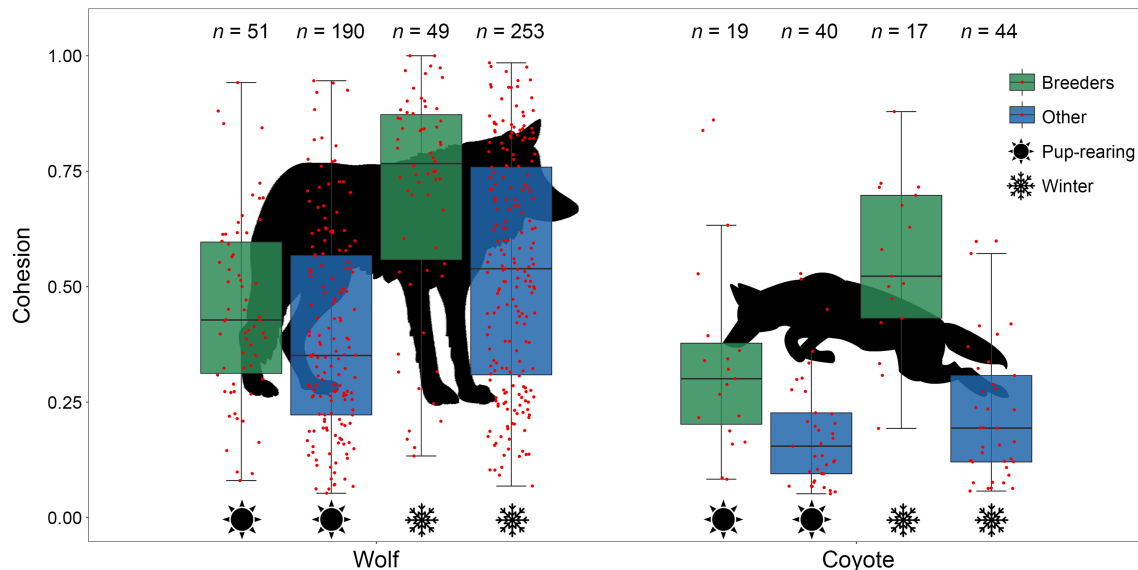 n = 51 n = 190 n = 49 n = 253 n = 19 n = 40 n = 17 n = 44
1.00
0.75
0.50
0.25
0.00
Cohesion
Breeders
Other
Pup-rearing
Winter
Wolf Coyote